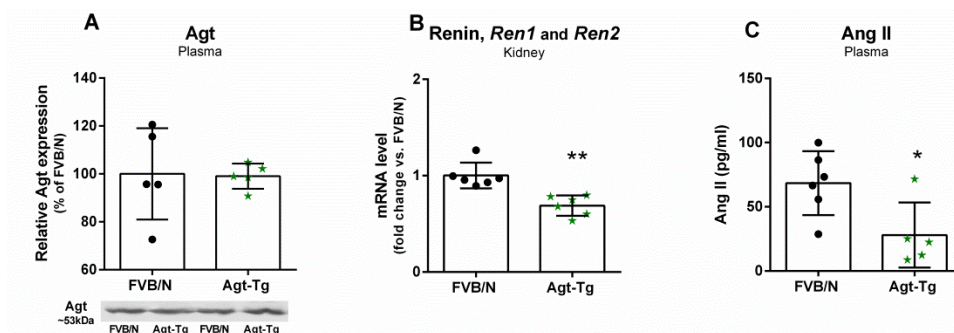 A
Agt
Plasma
Relative Agt expression
(% of FVB/N)
140
120
100
80
60
FVB/N
Agt-Tg
Agt
~53kDa
FVB/N
Agt-Tg
FVB/N
Agt-Tg
B
Renin, Ren1 and Ren2
Kidney
mRNA level
(fold change vs. FVB/N)
2
1
0
**
FVB/N
Agt-Tg
C
Ang II
Plasma
Ang II (pg/ml)
150
100
50
0
*
FVB/N
Agt-Tg